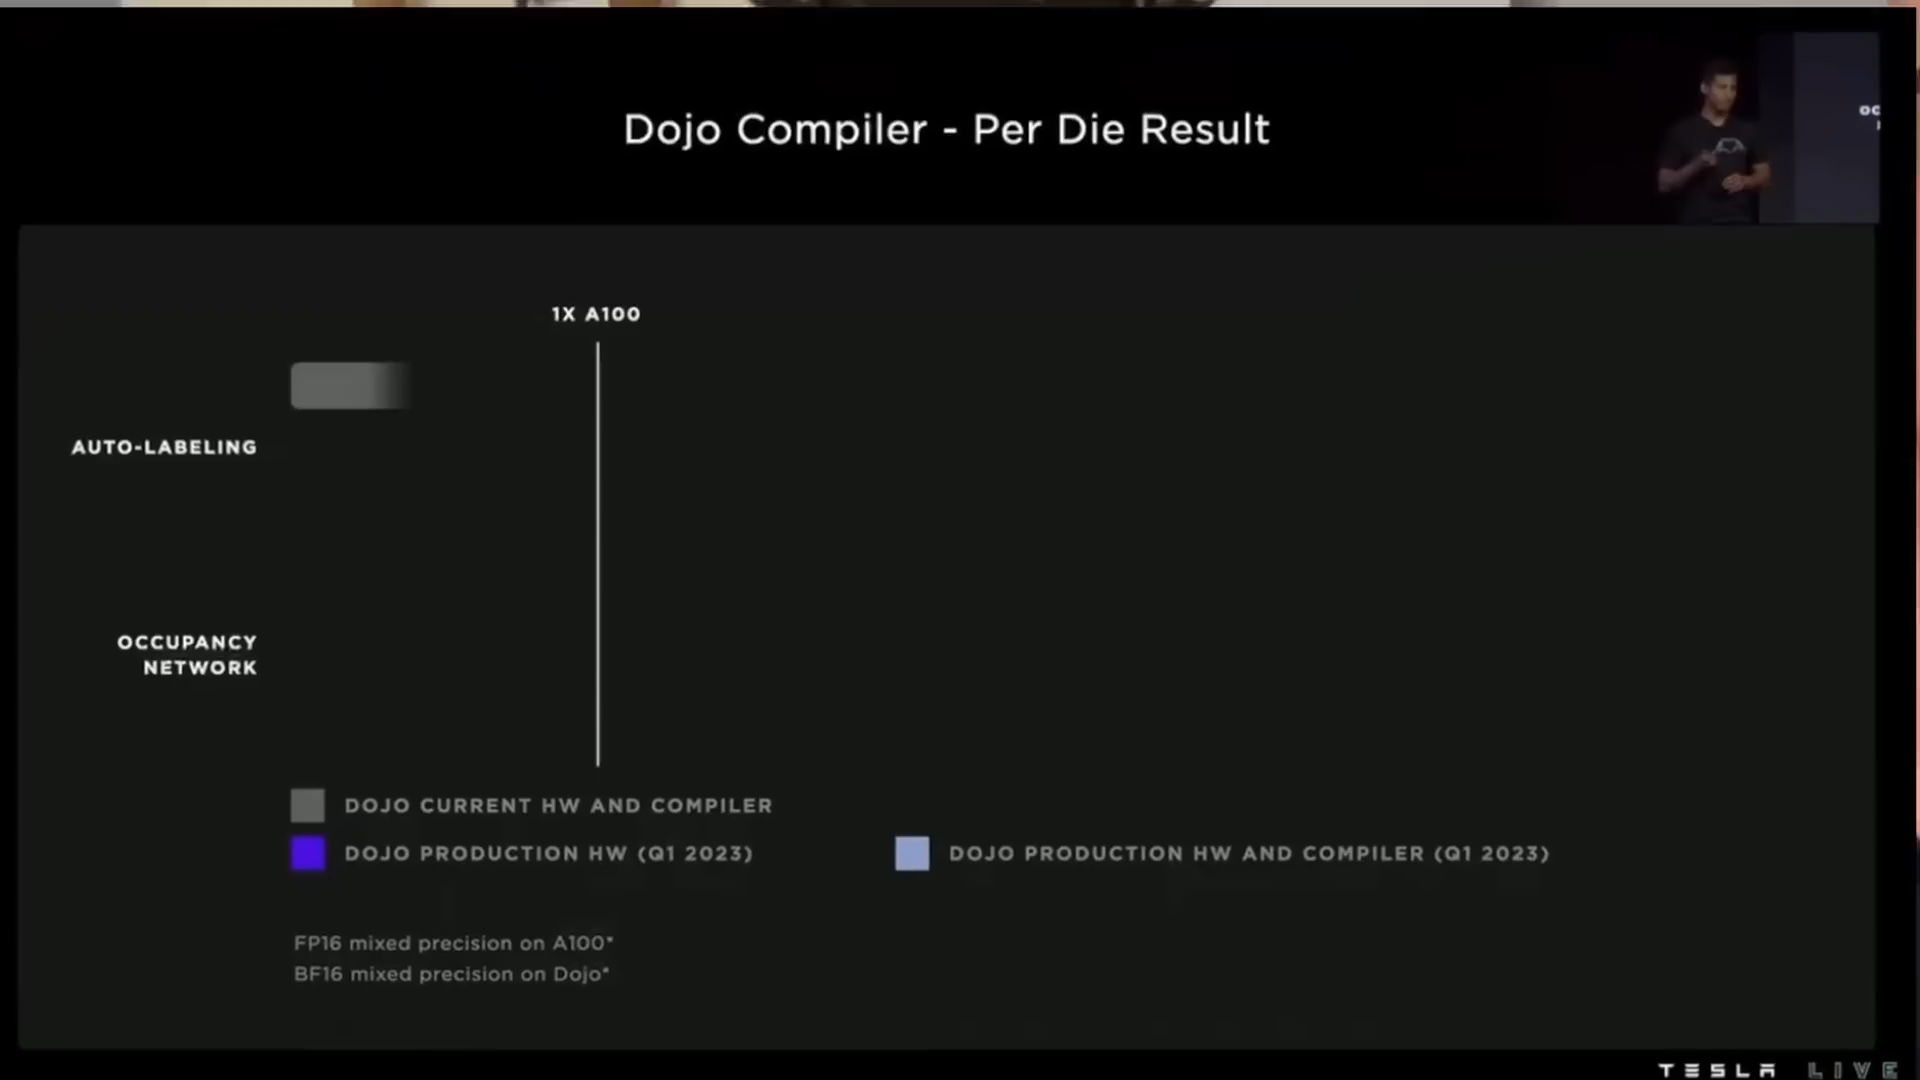 Dojo Compiler - Per Die Result
OC
1X A100
AUTO-LABELING
OCCUPANCY
NETWORK
DOJO CURRENT HW AND COMPILER
DOJO PRODUCTION HW (Q1 2023)
DOJO PRODUCTION HW AND COMPILER (Q1 2023)
FP16 mixed precision on A100*
BF16 mixed precision on Dojo*
TESLA LIVE